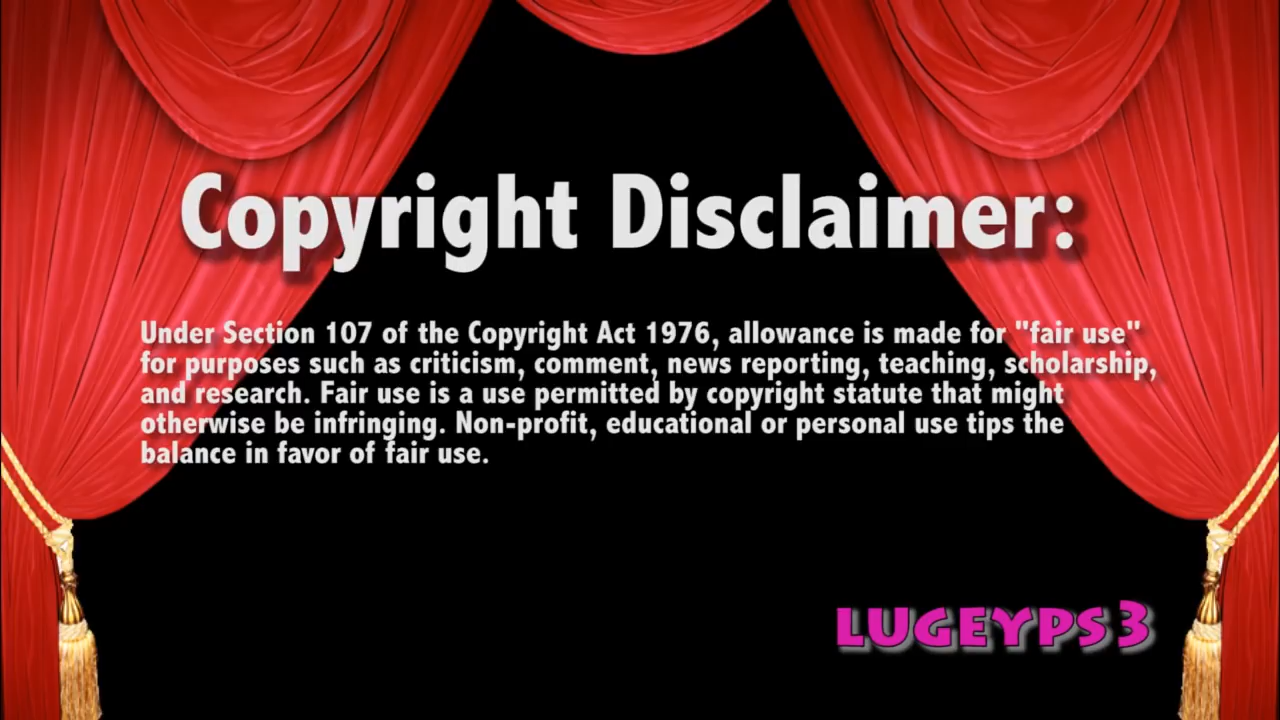 Copyright Disclaimer:
Under Section 107 of the Copyright Act 1976, allowance is made for "fair use"
for purposes such as criticism, comment, news reporting, teaching, scholarship,
and research. Fair use is a use permitted by copyright statute that might
otherwise be infringing. Non-profit, educational or personal use tips the
balance in favor of fair use.
LUGEYPS3